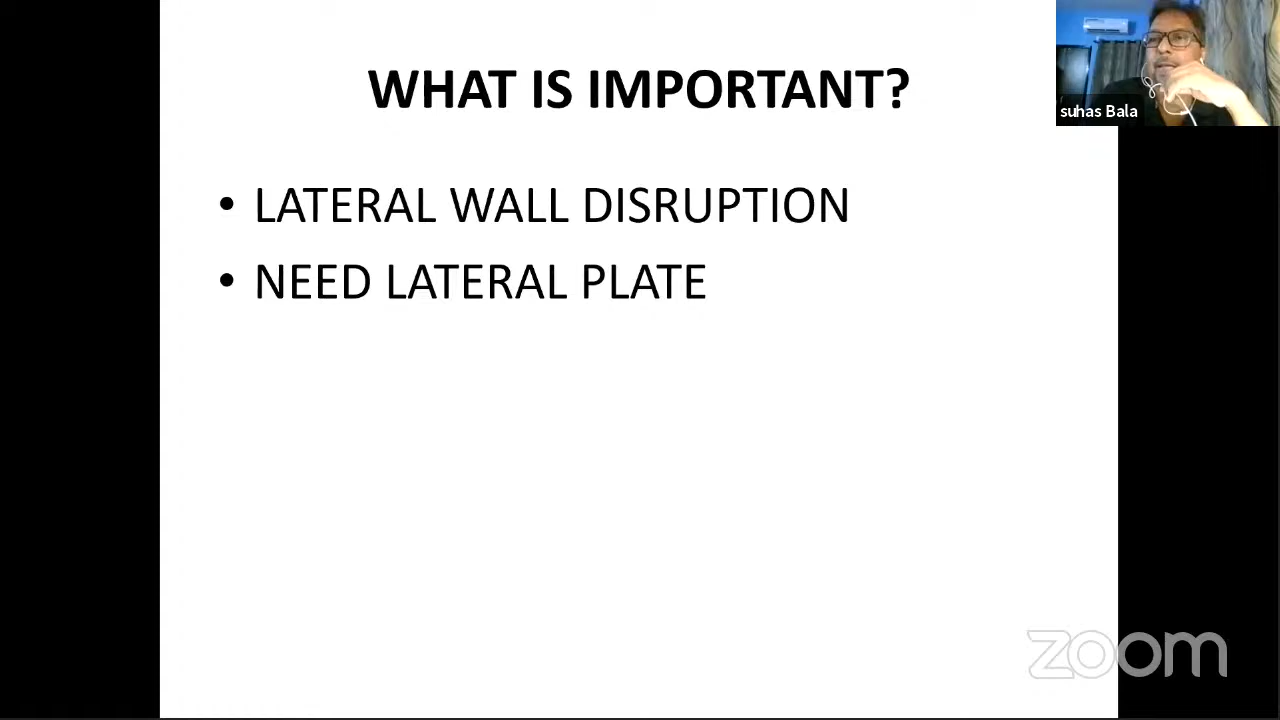 WHAT IS IMPORTANT?
suhas Bala
• LATERAL WALL DISRUPTION
• NEED LATERAL PLATE
zoom